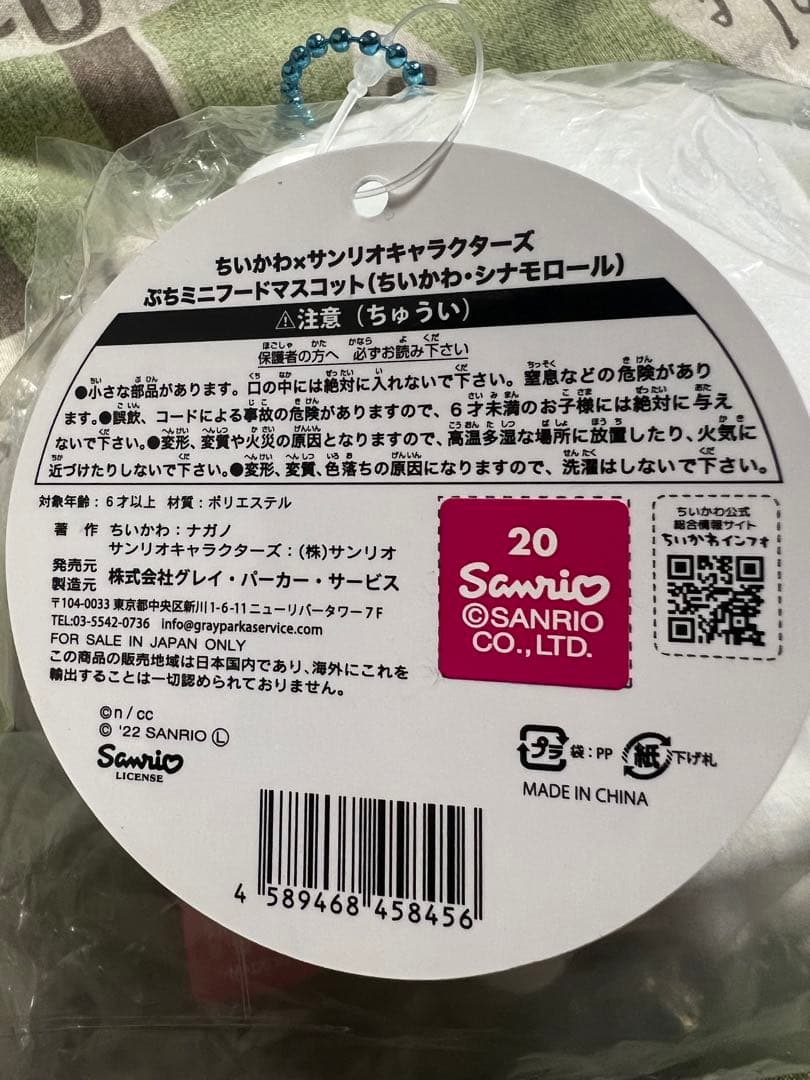 ちいかわ×サンリオキャラクターズ
ぷちミニフードマスコット(ちいかわ・シナモロール)
⚠注意(ちゅうい)
保護者の方へ 必ずお読み下さい
●小さな部品があります。口の中には絶対に入れないで下さい。窒息などの危険があり
ます。●誤飲、コードによる事故の危険がありますので、6才未満のお子様には絶対に与え
ないで下さい。●変形、変質や火災の原因となりますので、高温多湿な場所に放置したり、火気に
近づけたりしないで下さい。●変形、変質、色落ちの原因になりますので、洗濯はしないで下さい。
対象年齢:6才以上 材質:ポリエステル
著 作 ちいかわ:ナガノ
サンリオキャラクターズ:(株)サンリオ
発売元
製造元 株式会社グレイ・パーカー・サービス
〒104-0033 東京都中央区新川1-6-11ニューリバータワー7F
TEL:03-5542-0736 info@grayparkaservice.com
FOR SALE IN JAPAN ONLY
この商品の販売地域は日本国内であり、海外にこれを
輸出することは一切認められておりません。
©n/cc
© '22 SANRIO Ⓛ
Sanrio
LICENSE
20
Sanrio
©SANRIO
CO.,LTD.
ちいかわ公式
総合情報サイト
ちいかわインフォ
プラ 袋:PP 紙 下げ札
MADE IN CHINA
4 589468 458456